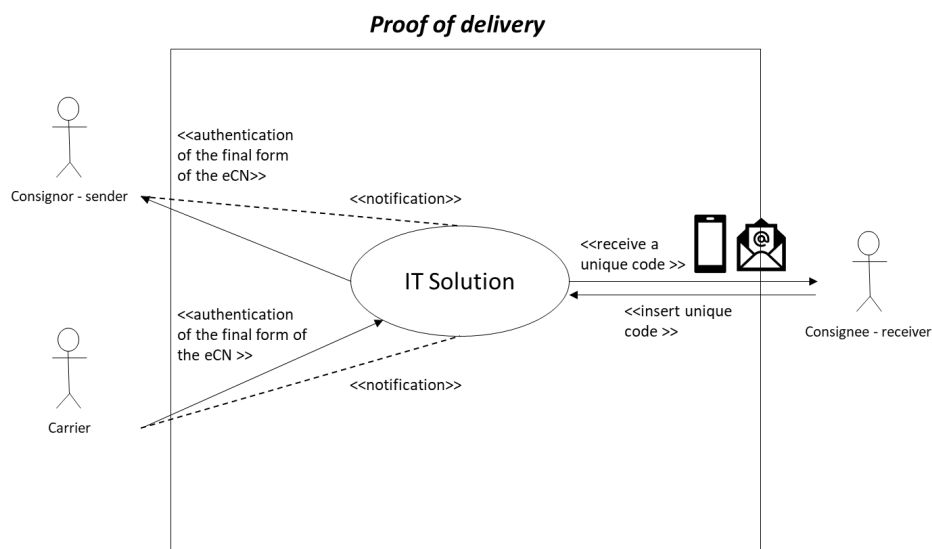 Proof of delivery
<<authentication
of the final form
of the eCN>>
Consignor - sender
<<notification>>
<<receive a
unique code >>
@
IT Solution
<<authentication
of the final form of
the eCN >>
<<insert unique
code >>
Consignee - receiver
<<notification>>
Carrier